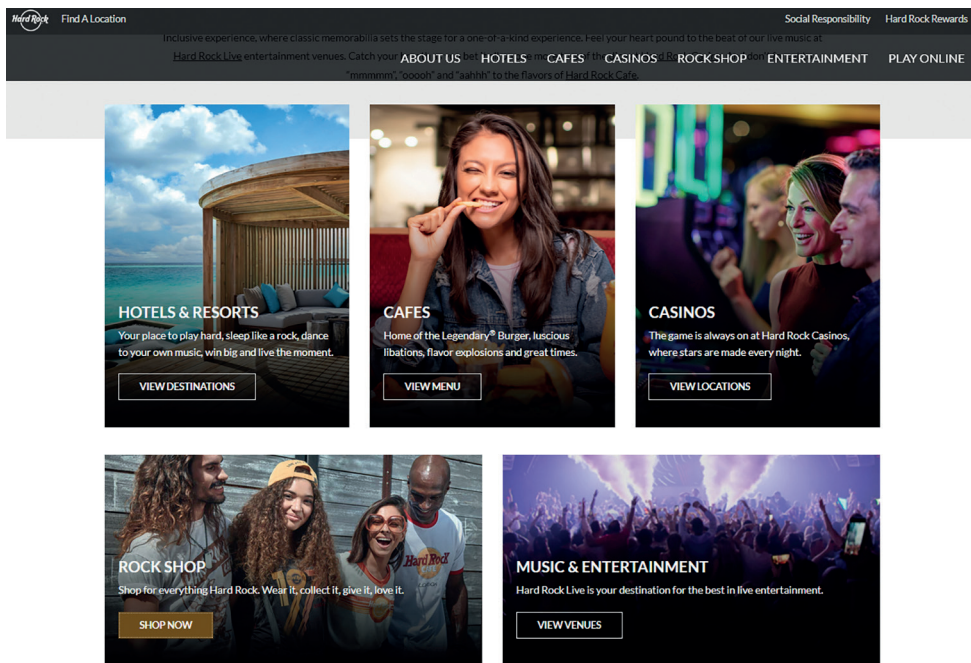 Hard Rock Find A Location Social Responsibility Hard Rock Rewards
Inclusive experience, where classic memorabilia sets the stage for a one-of-a-kind experience. Feel your heart pound to the beat of our live music at
Hard Rock Live entertainment venues. Catch your
ABOUT US HOTELS CAFES CASINOS ROCK SHOP ENTERTAINMENT PLAY ONLINE
"mmmmm", "ooooh" and "aahhh" to the flavors of Hard Rock Cafe.
HOTELS & RESORTS
Your place to play hard, sleep like a rock, dance
to your own music, win big and live the moment.
VIEW DESTINATIONS
CAFES
Home of the Legendary® Burger, luscious
libations, flavor explosions and great times.
VIEW MENU
CASINOS
The game is always on at Hard Rock Casinos,
where stars are made every night.
VIEW LOCATIONS
Hard Rock
ROCK SHOP
Shop for everything Hard Rock. Wear it, collect it, give it, love it.
SHOP NOW
MUSIC & ENTERTAINMENT
Hard Rock Live is your destination for the best in live entertainment.
VIEW VENUES